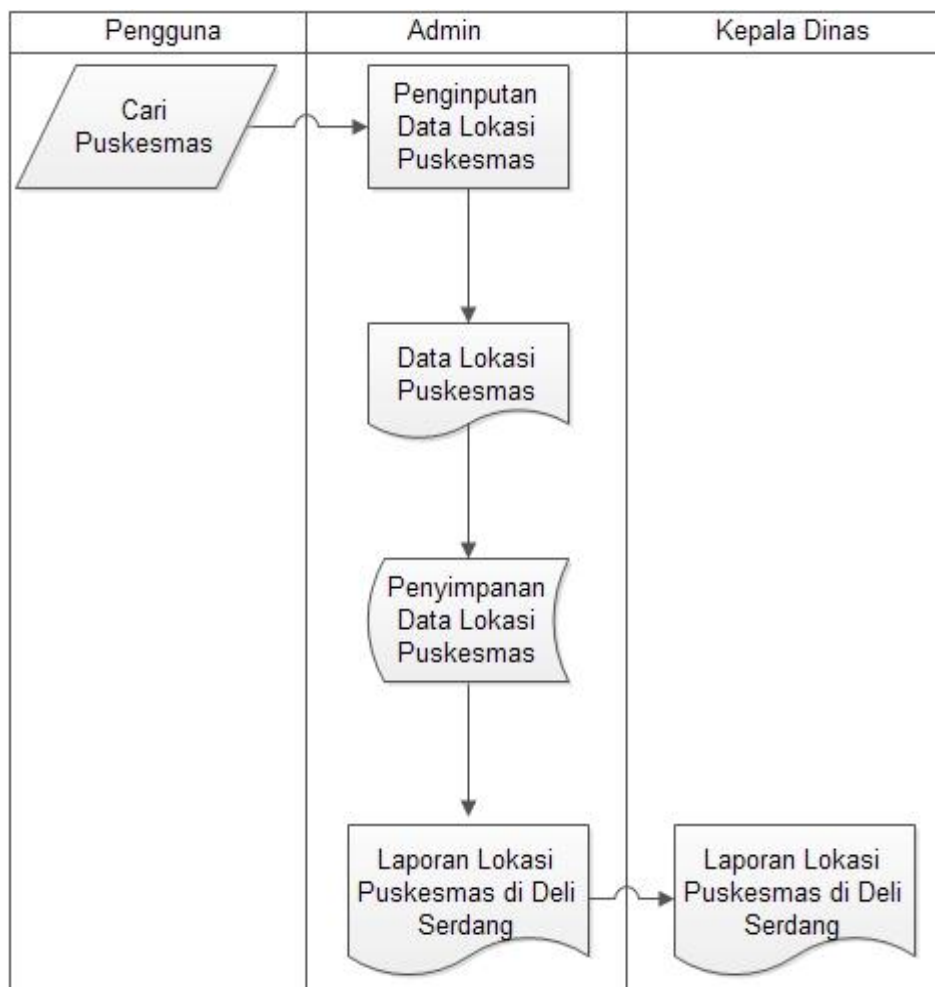 Pengguna
Admin
Kepala Dinas
Cari
Puskesmas
Penginputan
Data Lokasi
Puskesmas
Data Lokasi
Puskesmas
Penyimpanan
Data Lokasi
Puskesmas
Laporan Lokasi
Puskesmas di Deli
Serdang
Laporan Lokasi
Puskesmas di Deli
Serdang